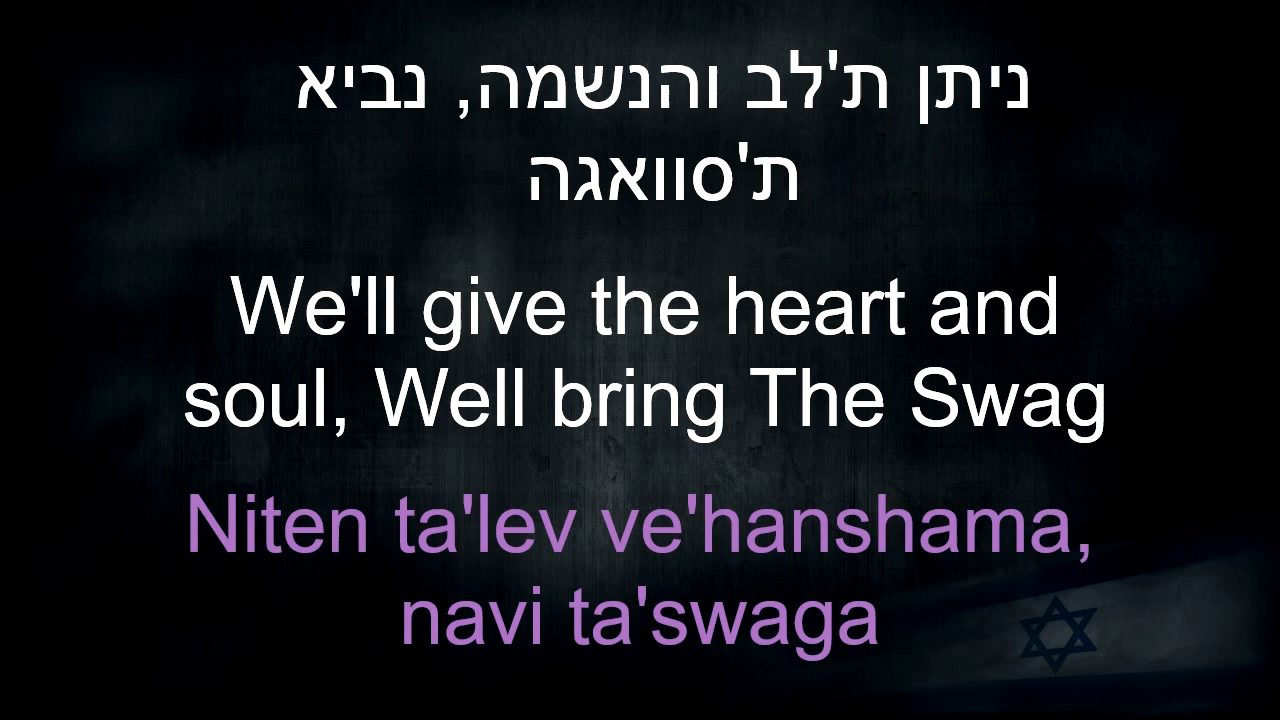 ניתן ת'לב והנשמה, נביא
ת'סוואגה
We'll give the heart and
soul, Well bring The Swag
Niten ta'lev ve'hanshama,
navi ta'swaga